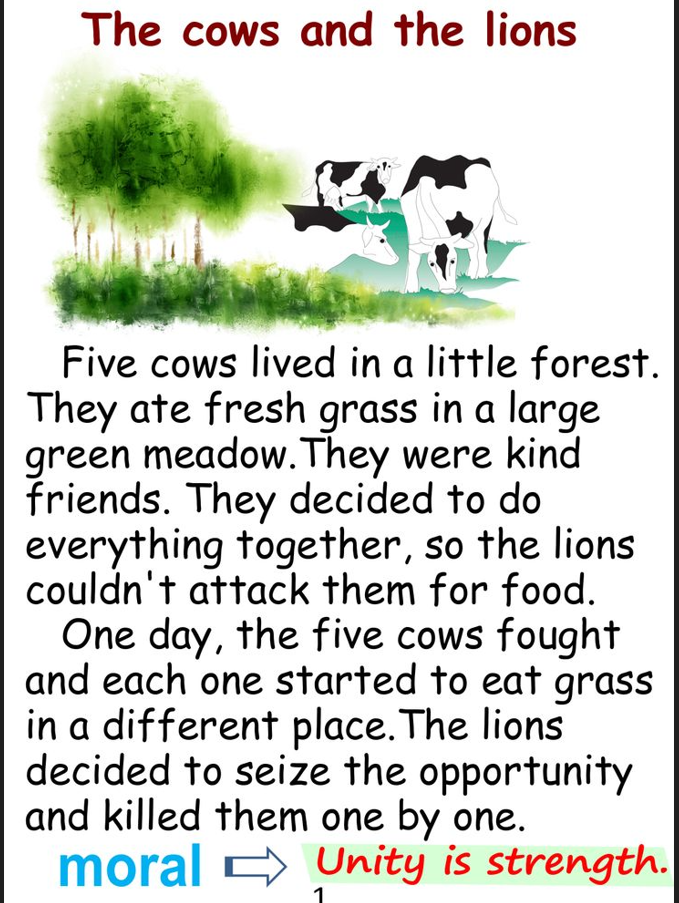 The cows and the lions
Five cows lived in a little forest.
They ate fresh grass in a large
green meadow.They were kind
friends. They decided to do
everything together, so the lions
couldn't attack them for food.
One day, the five cows fought
and each one started to eat grass
in a different place.The lions
decided to seize the opportunity
and killed them one by one.
moral Unity is strength.
1